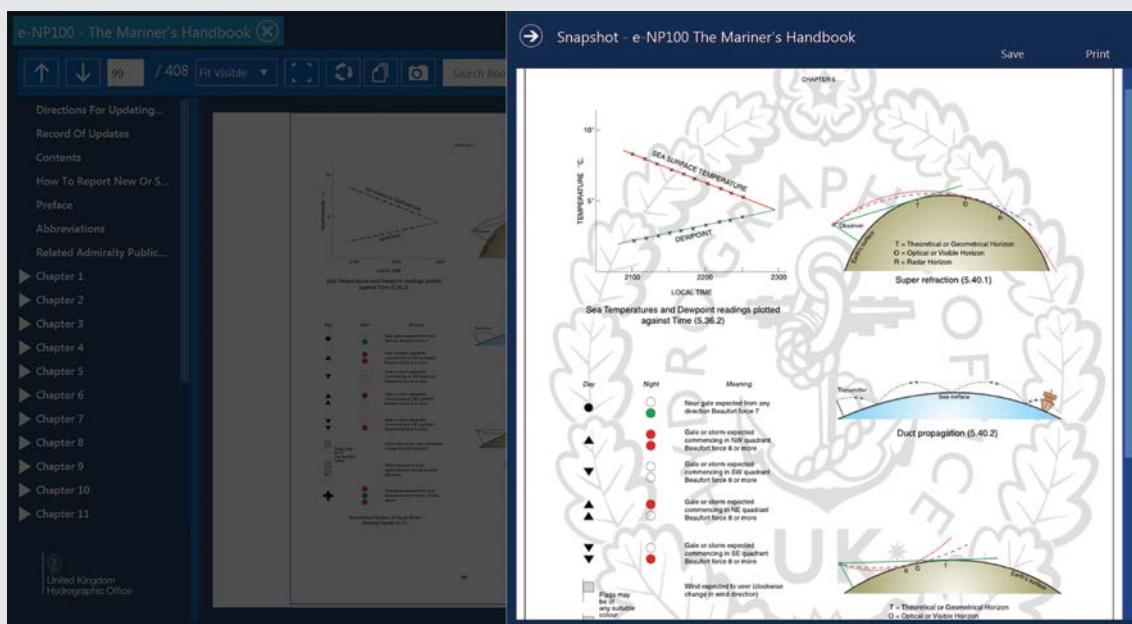 e-NP100 - The Mariner's Handbook
99 / 408 Fit Visible
Directions For Updating...
Record Of Updates
Contents
How To Report New Or S...
Preface
Abbreviations
Related Admiralty Public...
Chapter 1
Chapter 2
Chapter 3
Chapter 4
Chapter 5
Chapter 6
Chapter 7
Chapter 8
Chapter 9
Chapter 10
Chapter 11
United Kingdom
Hydrographic Office
Snapshot - e-NP100 The Mariner's Handbook
Save Print
CHAPTER 5
10°
5°
TEMPERATURE °C.
SEA SURFACE TEMPERATURE
DEWPOINT
2100 2200 2300
LOCAL TIME
Sea Temperatures and Dewpoint readings plotted
against Time (5.36.2)
T O R
Observer
Earth's surface
T = Theoretical or Geometrical Horizon
O = Optical or Visible Horizon
R = Radar Horizon
Super refraction (5.40.1)
Day Night Meaning
Near gale expected from any
direction Beaufort force 7
Gale or storm expected
commencing in NW quadrant
Beaufort force 8 or more
Gale or storm expected
commencing in SW quadrant
Beaufort force 8 or more
Gale or storm expected
commencing in NE quadrant
Beaufort force 8 or more
Gale or storm expected
commencing in SE quadrant
Beaufort force 8 or more
Flags may
be of
any suitable
colour
Wind expected to veer (clockwise
change in wind direction)
Transmitter
Sea surface
Duct propagation (5.40.2)
R O T
Earth's surface
T = Theoretical or Geometrical Horizon
O = Optical or Visible Horizon
OFFICE
UK